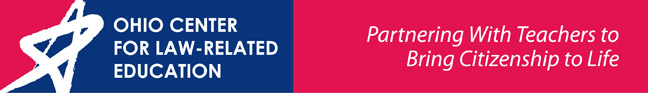 OHIO CENTER
FOR LAW-RELATED
EDUCATION
Partnering With Teachers to
Bring Citizenship to Life